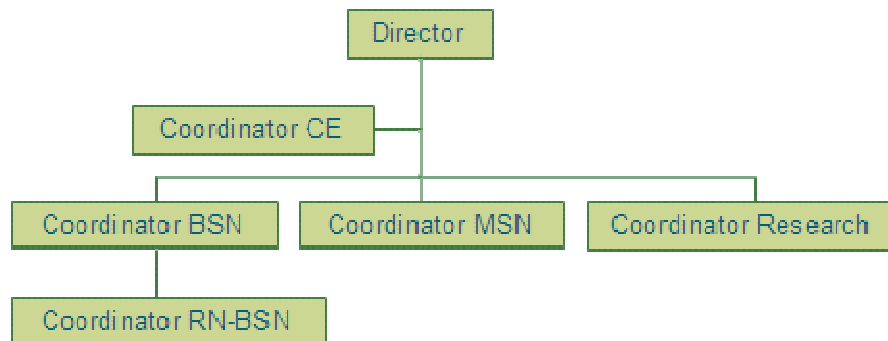 Director
Coordinator CE
Coordinator BSN
Coordinator MSN
Coordinator Research
Coordinator RN-BSN